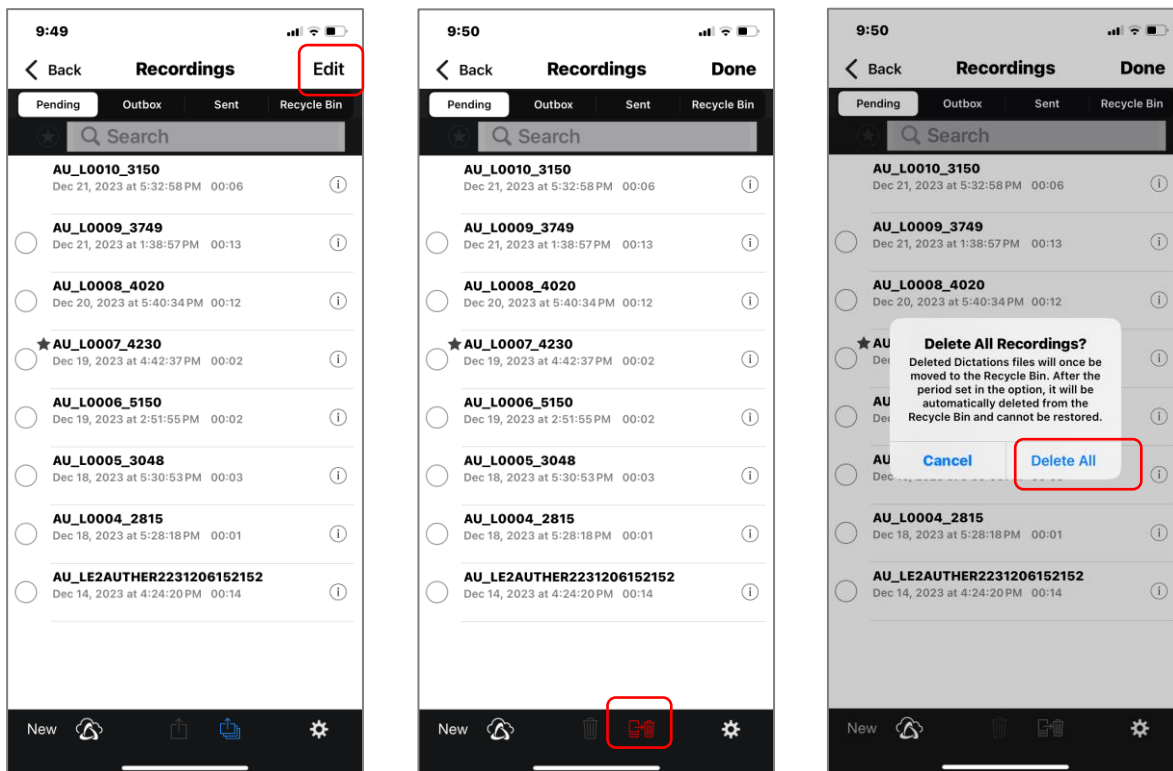 9:49
Back Recordings Edit
Pending Outbox Sent Recycle Bin
Search
AU_L0010_3150
Dec 21, 2023 at 5:32:58 PM 00:06
AU_L0009_3749
Dec 21, 2023 at 1:38:57 PM 00:13
AU_L0008_4020
Dec 20, 2023 at 5:40:34 PM 00:12
AU_L0007_4230
Dec 19, 2023 at 4:42:37 PM 00:02
AU_L0006_5150
Dec 19, 2023 at 2:51:55 PM 00:02
AU_L0005_3048
Dec 18, 2023 at 5:30:53 PM 00:03
AU_L0004_2815
Dec 18, 2023 at 5:28:18 PM 00:01
AU_LE2AUTHER2231206152152
Dec 14, 2023 at 4:24:20 PM 00:14
New
9:50
Back Recordings Done
Pending Outbox Sent Recycle Bin
Search
AU_L0010_3150
Dec 21, 2023 at 5:32:58 PM 00:06
AU_L0009_3749
Dec 21, 2023 at 1:38:57 PM 00:13
AU_L0008_4020
Dec 20, 2023 at 5:40:34 PM 00:12
AU_L0007_4230
Dec 19, 2023 at 4:42:37 PM 00:02
AU_L0006_5150
Dec 19, 2023 at 2:51:55 PM 00:02
AU_L0005_3048
Dec 18, 2023 at 5:30:53 PM 00:03
AU_L0004_2815
Dec 18, 2023 at 5:28:18 PM 00:01
AU_LE2AUTHER2231206152152
Dec 14, 2023 at 4:24:20 PM 00:14
New
9:50
Back Recordings Done
Pending Outbox Sent Recycle Bin
Search
AU_L0010_3150
Dec 21, 2023 at 5:32:58 PM 00:06
AU_L0009_3749
Dec 21, 2023 at 1:38:57 PM 00:13
AU_L0008_4020
Dec 20, 2023 at 5:40:34 PM 00:12
AU
Delete All Recordings?
Deleted Dictations files will once be
moved to the Recycle Bin. After the
period set in the option, it will be
automatically deleted from the
Recycle Bin and cannot be restored.
AU
Cancel Delete All
AU
Dec 18, 2023 at 5:28:18 PM 00:01
AU_L0004_2815
AU_LE2AUTHER2231206152152
Dec 14, 2023 at 4:24:20 PM 00:14
New